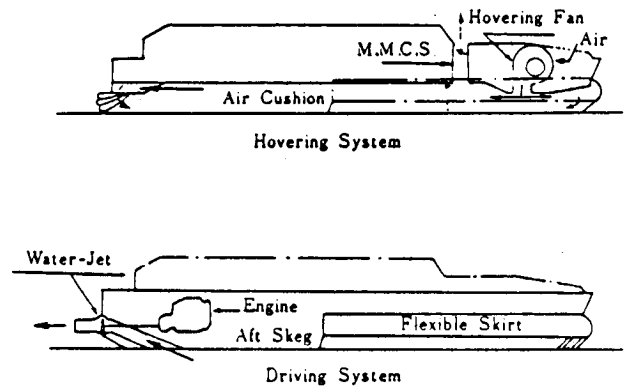 Hovering Fan
Air
M.M.C.S.
Air Cushion
Hovering System
Water-Jet
Engine
Aft Skeg
Flexible Skirt
Driving System